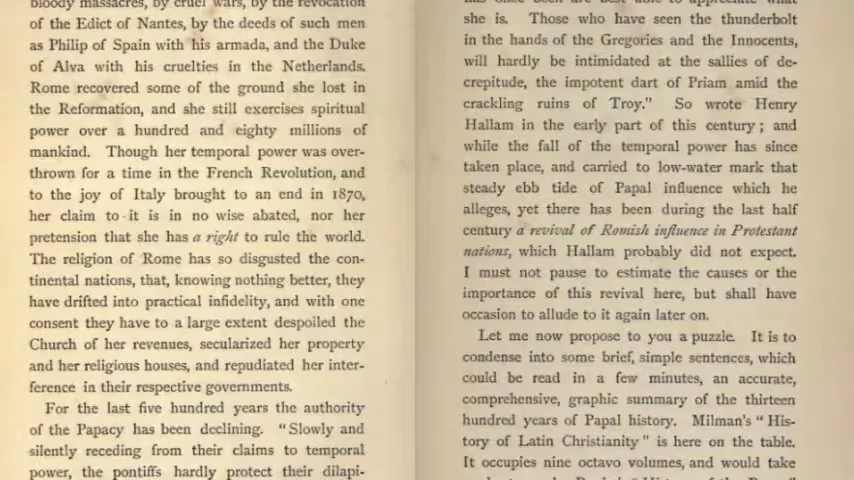 bloody massacres, by cruel wars, by the revocation
of the Edict of Nantes, by the deeds of such men
as Philip of Spain with his armada, and the Duke
of Alva with his cruelties in the Netherlands.
Rome recovered some of the ground she lost in
the Reformation, and she still exercises spiritual
power over a hundred and eighty millions of
mankind. Though her temporal power was over-
thrown for a time in the French Revolution, and
to the joy of Italy brought to an end in 1870,
her claim to it is in no wise abated, nor her
pretension that she has a right to rule the world.
The religion of Rome has so disgusted the con-
tinental nations, that, knowing nothing better, they
have drifted into practical infidelity, and with one
consent they have to a large extent despoiled the
Church of her revenues, secularized her property
and her religious houses, and repudiated her inter-
ference in their respective governments.
For the last five hundred years the authority
of the Papacy has been declining. "Slowly and
silently receding from their claims to temporal
power, the pontiffs hardly protect their dilapi-
has once been are best able to appreciate what
she is. Those who have seen the thunderbolt
in the hands of the Gregories and the Innocents,
will hardly be intimidated at the sallies of de-
crepitude, the impotent dart of Priam amid the
crackling ruins of Troy." So wrote Henry
Hallam in the early part of this century; and
while the fall of the temporal power has since
taken place, and carried to low-water mark that
steady ebb tide of Papal influence which he
alleges, yet there has been during the last half
century a revival of Romish influence in Protestant
nations, which Hallam probably did not expect.
I must not pause to estimate the causes or the
importance of this revival here, but shall have
occasion to allude to it again later on.
Let me now propose to you a puzzle. It is to
condense into some brief, simple sentences, which
could be read in a few minutes, an accurate,
comprehensive, graphic summary of the thirteen
hundred years of Papal history. Milman's "His-
tory of Latin Christianity" is here on the table.
It occupies nine octavo volumes, and would take